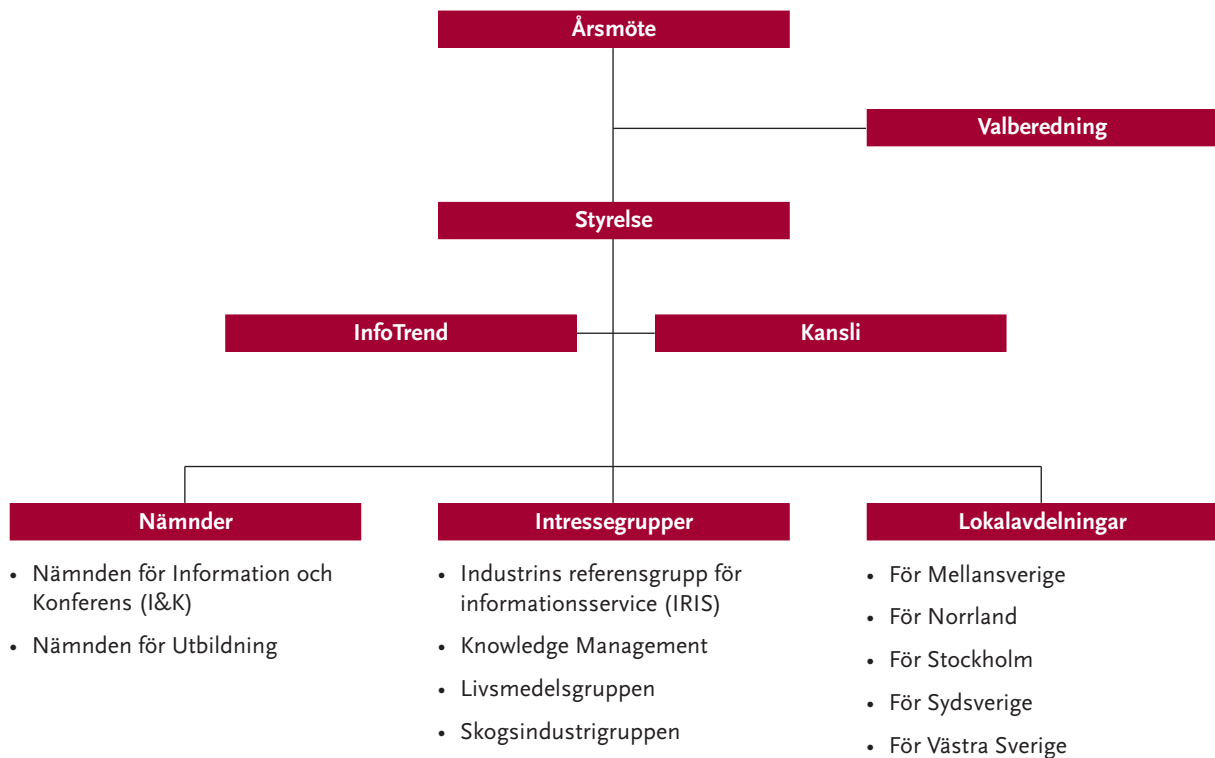 Årsmöte
Valberedning
Styrelse
InfoTrend
Kansli
Nämnder
• Nämnden för Information och
Konferens (I&K)
• Nämnden för Utbildning
Intressegrupper
• Industrins referensgrupp för
informationsservice (IRIS)
• Knowledge Management
• Livsmedelsgruppen
• Skogsindustrigruppen
Lokalavdelningar
• För Mellansverige
• För Norrland
• För Stockholm
• För Sydsverige
• För Västra Sverige